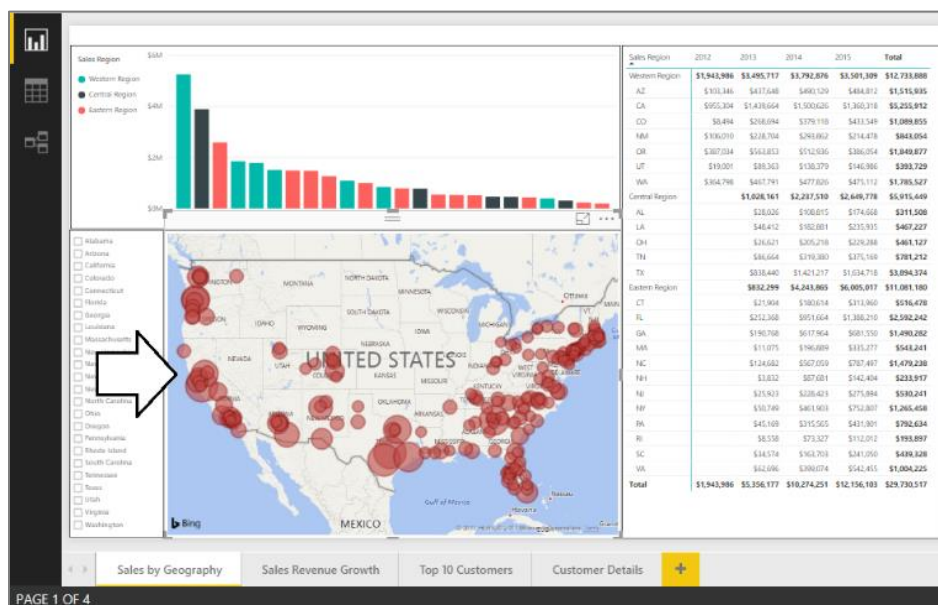 Sales Region
Western Region
Central Region
Eastern Region
$6M
$4M
$2M
$0M
Sales Region 2012 2013 2014 2015 Total
Western Region $1,943,986 $3,495,717 $3,792,876 $3,501,309 $12,733,888
AZ $103,346 $437,648 $490,129 $484,812 $1,515,935
CA $955,304 $1,439,664 $1,500,626 $1,360,318 $5,255,912
CO $8,494 $268,694 $379,118 $433,549 $1,089,855
NM $106,010 $228,704 $293,862 $214,478 $843,054
OR $387,034 $563,853 $512,936 $386,054 $1,849,877
UT $19,001 $89,363 $138,379 $146,986 $393,729
WA $364,798 $467,791 $477,826 $475,112 $1,785,527
Central Region $1,028,161 $2,237,510 $2,649,778 $5,915,449
AL $28,026 $108,815 $174,668 $311,508
LA $48,412 $182,881 $235,935 $467,227
OH $26,621 $205,218 $229,288 $461,127
TN $86,664 $319,380 $375,169 $781,212
TX $838,440 $1,421,217 $1,634,718 $3,894,374
Eastern Region $832,299 $4,243,865 $6,005,017 $11,081,180
CT $21,904 $180,614 $313,960 $516,478
FL $252,368 $951,664 $1,388,210 $2,592,242
GA $190,768 $617,964 $681,550 $1,490,282
MA $11,075 $196,889 $335,277 $543,241
NC $124,682 $567,059 $787,497 $1,479,238
NH $3,832 $87,681 $142,404 $233,917
NJ $25,923 $228,423 $275,894 $530,241
NY $50,749 $461,903 $752,807 $1,265,458
PA $45,169 $315,565 $431,901 $792,634
RI $8,558 $73,327 $112,012 $193,897
SC $34,574 $163,703 $241,050 $439,328
VA $62,696 $399,074 $542,455 $1,004,225
Total $1,943,986 $5,356,177 $10,274,251 $12,156,103 $29,730,517
Alabama
Arizona
California
Colorado
Connecticut
Florida
Georgia
Louisiana
Massachusetts
North Carolina
Ohio
Oregon
Pennsylvania
Rhode Island
South Carolina
Tennessee
Texas
Utah
Virginia
Washington
MONTANA
NORTH DAKOTA
MINNESOTA
Ottawa
SOUTH DAKOTA
WISCONSIN
MICHIGAN
VT.
IDAHO
WYOMING
IOWA
NEBRASKA
NEVADA
UTAH
UNITED STATES
KANSAS
MISSOURI
WEST VIRGINIA
KENTUCKY
OKLAHOMA
ARKANSAS
Gulf of Mexico
Nassau
Havana
MEXICO
Bing
Sales by Geography
Sales Revenue Growth
Top 10 Customers
Customer Details
+
PAGE 1 OF 4